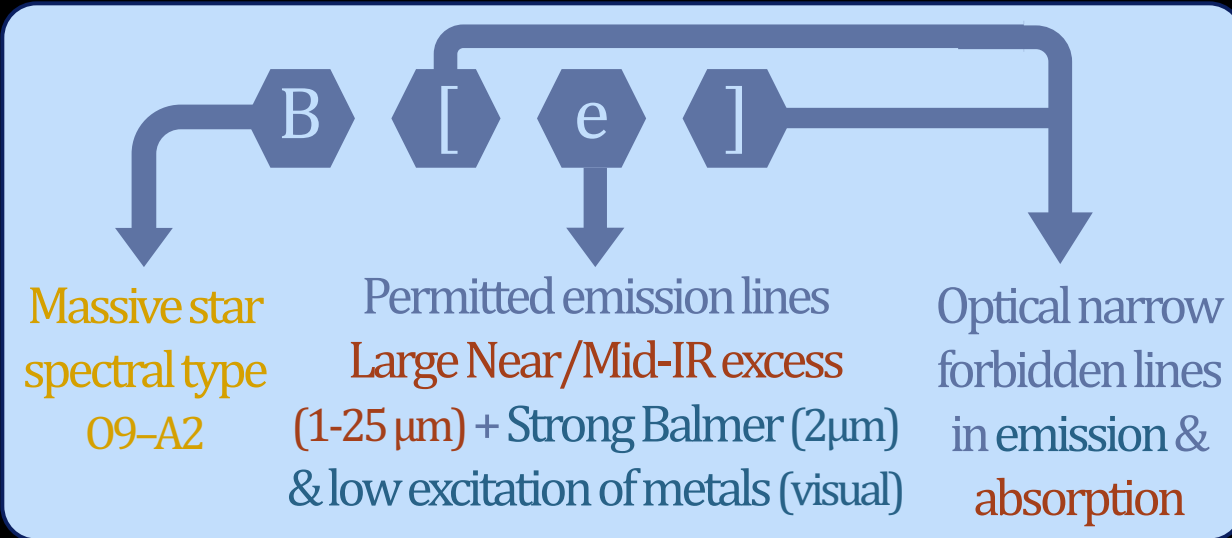 B [ e ]
Massive star
spectral type
O9–A2
Permitted emission lines
Large Near/Mid-IR excess
(1-25 μm) + Strong Balmer (2μm)
& low excitation of metals (visual)
Optical narrow
forbidden lines
in emission &
absorption